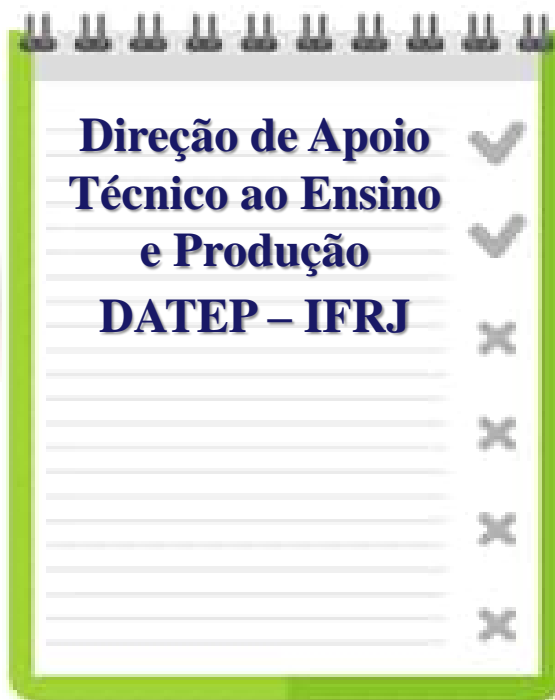 Direção de Apoio
Técnico ao Ensino
e Produção
DATEP – IFRJ